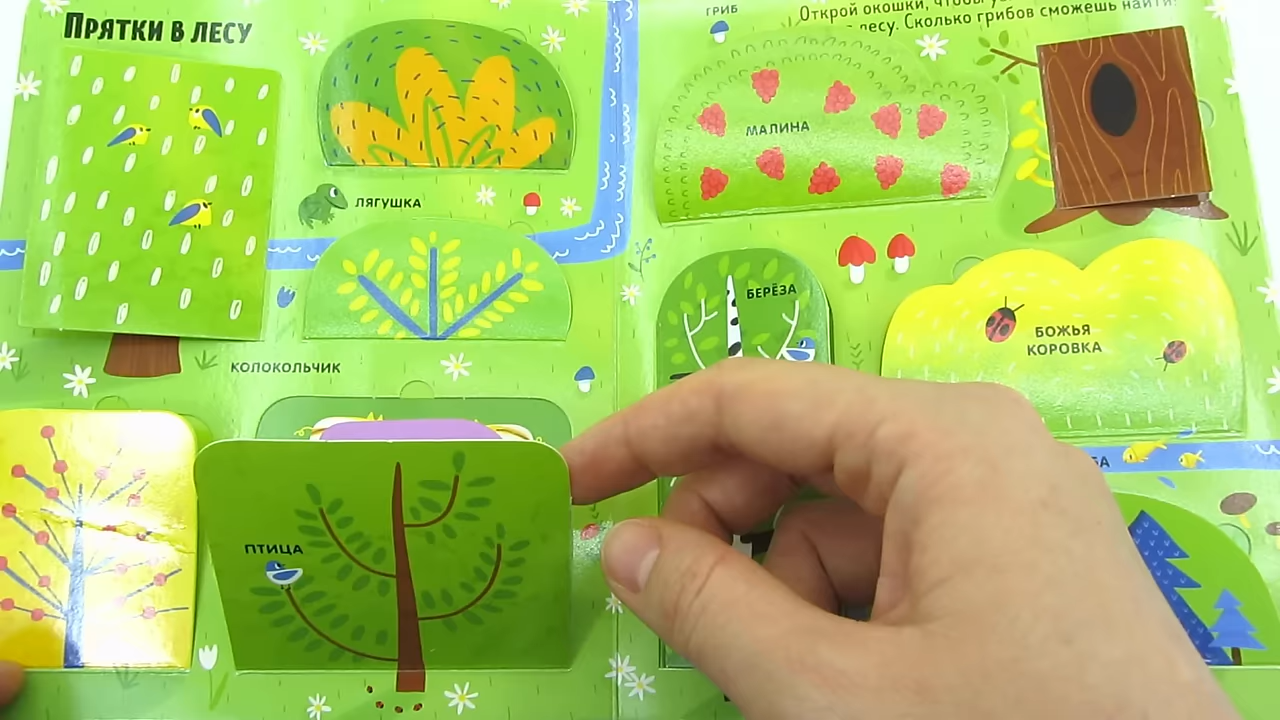 Прятки в лесу
ЛЯГУШКА
КОЛОКОЛЬЧИК
ПТИЦА
ГРИБ
Открой окошки, чтобы
лесу. Сколько грибов сможешь найти?
МАЛИНА
БЕРЁЗА
БОЖЬЯ
КОРОВКА